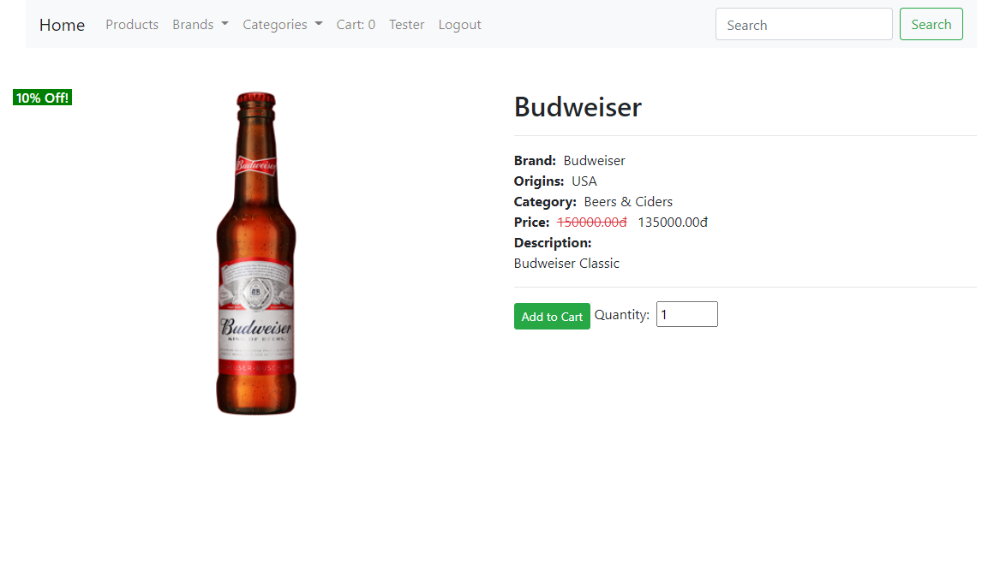 Home Products Brands Categories Cart: 0 Tester Logout Search Search
10% Off!
Budweiser
Brand: Budweiser
Origins: USA
Category: Beers & Ciders
Price: 150000.00đ 135000.00đ
Description:
Budweiser Classic
Add to Cart Quantity: 1
Budweiser
Budweiser
KING OF BEERS.